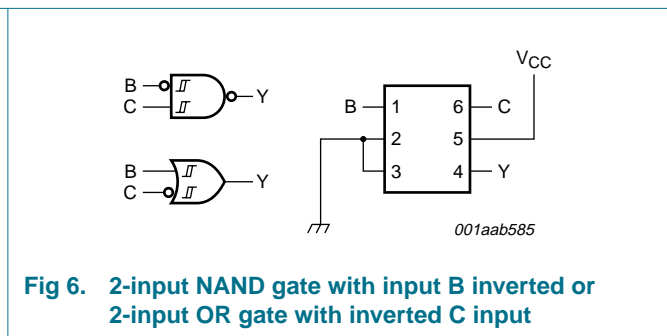 B
C
Y
B
C
Y
V_CC
B
1
6
C
2
5
3
4
Y
001aab585
Fig 6. 2-input NAND gate with input B inverted or
2-input OR gate with inverted C input